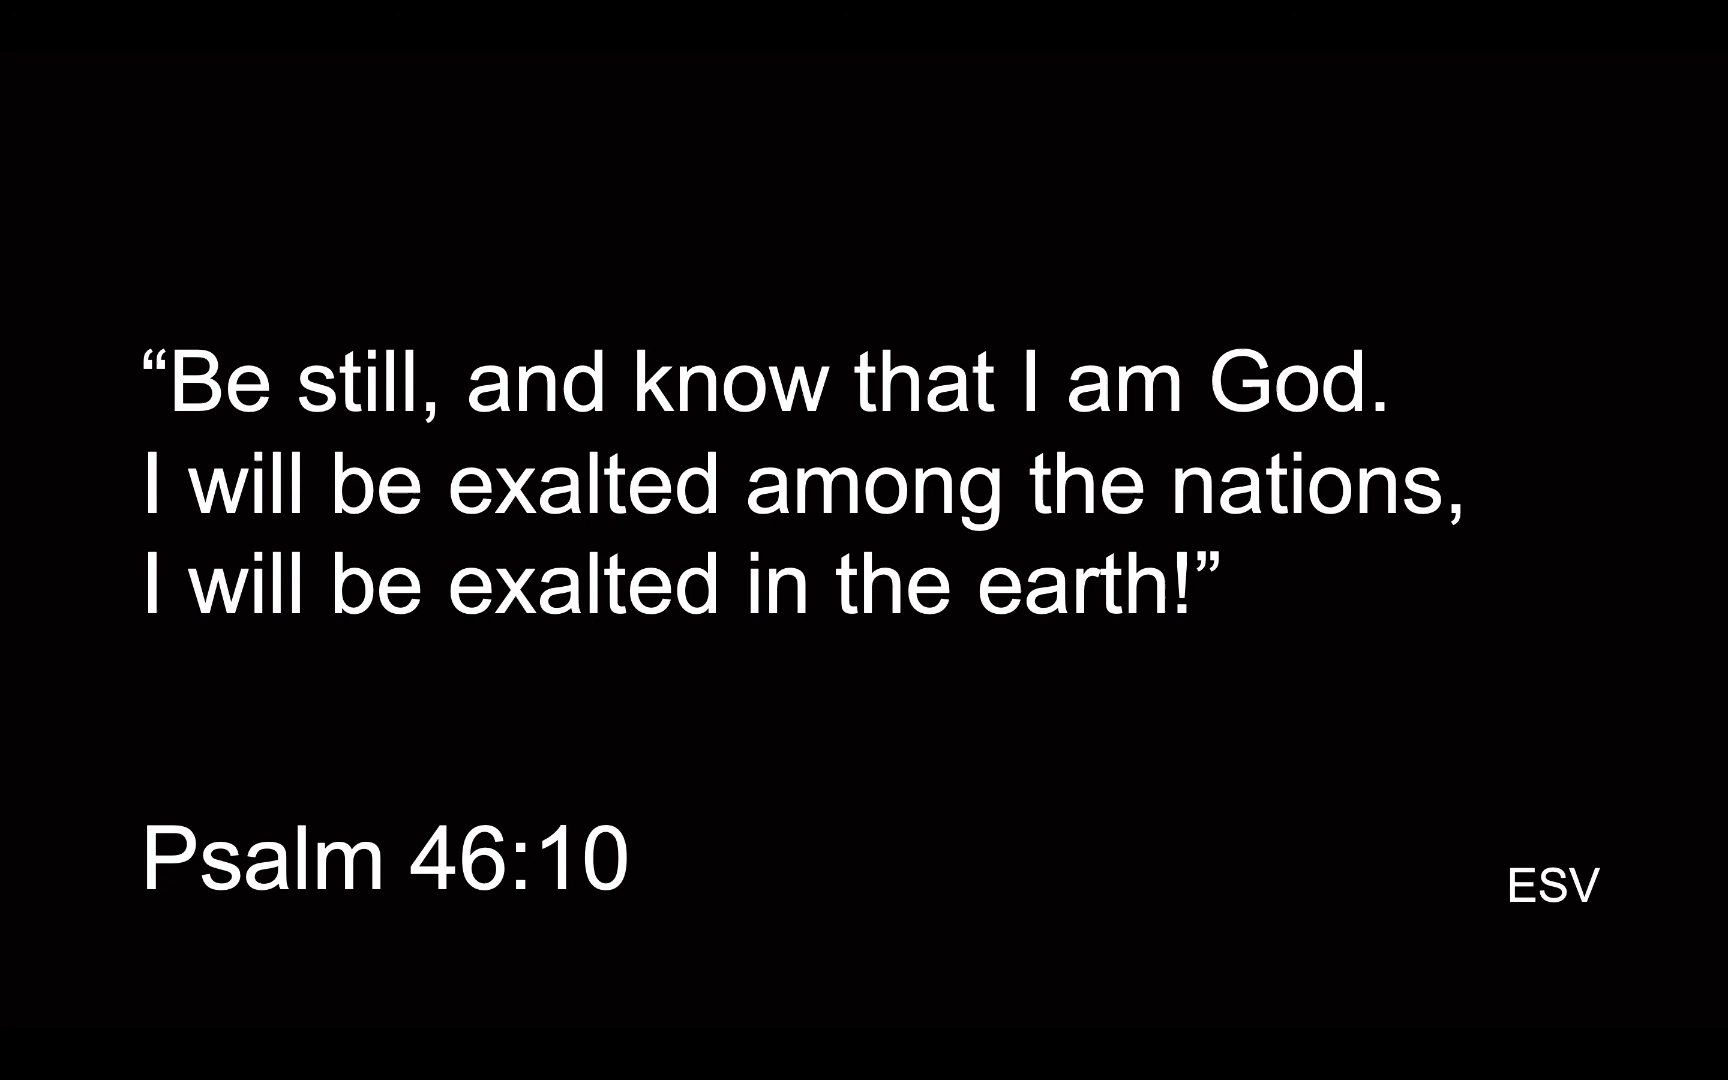 “Be still, and know that I am God.
I will be exalted among the nations,
I will be exalted in the earth!”
Psalm 46:10
ESV